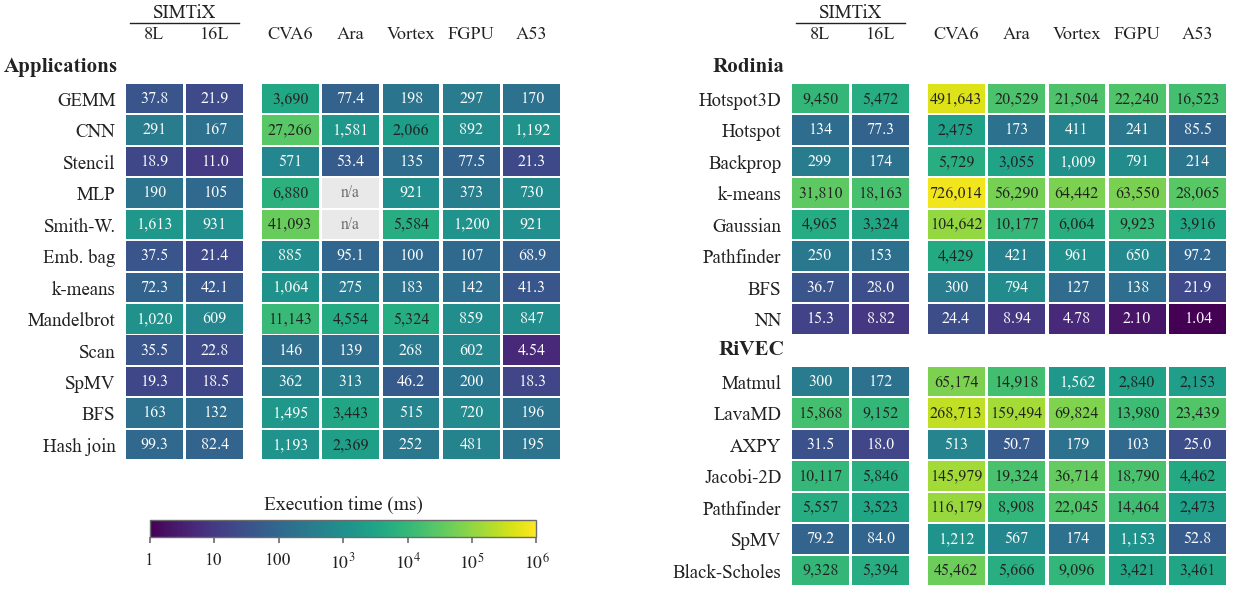 SIMTiX
8L 16L CVA6 Ara Vortex FGPU A53
Applications
GEMM 37.8 21.9 3,690 77.4 198 297 170
CNN 291 167 27,266 1,581 2,066 892 1,192
Stencil 18.9 11.0 571 53.4 135 77.5 21.3
MLP 190 105 6,880 n/a 921 373 730
Smith-W. 1,613 931 41,093 n/a 5,584 1,200 921
Emb. bag 37.5 21.4 885 95.1 100 107 68.9
k-means 72.3 42.1 1,064 275 183 142 41.3
Mandelbrot 1,020 609 11,143 4,554 5,324 859 847
Scan 35.5 22.8 146 139 268 602 4.54
SpMV 19.3 18.5 362 313 46.2 200 18.3
BFS 163 132 1,495 3,443 515 720 196
Hash join 99.3 82.4 1,193 2,369 252 481 195
Execution time (ms)
1 10 100 10³ 10⁴ 10⁵ 10⁶
SIMTiX
8L 16L CVA6 Ara Vortex FGPU A53
Rodinia
Hotspot3D 9,450 5,472 491,643 20,529 21,504 22,240 16,523
Hotspot 134 77.3 2,475 173 411 241 85.5
Backprop 299 174 5,729 3,055 1,009 791 214
k-means 31,810 18,163 726,014 56,290 64,442 63,550 28,065
Gaussian 4,965 3,324 104,642 10,177 6,064 9,923 3,916
Pathfinder 250 153 4,429 421 961 650 97.2
BFS 36.7 28.0 300 794 127 138 21.9
NN 15.3 8.82 24.4 8.94 4.78 2.10 1.04
RiVEC
Matmul 300 172 65,174 14,918 1,562 2,840 2,153
LavaMD 15,868 9,152 268,713 159,494 69,824 13,980 23,439
AXPY 31.5 18.0 513 50.7 179 103 25.0
Jacobi-2D 10,117 5,846 145,979 19,324 36,714 18,790 4,462
Pathfinder 5,557 3,523 116,179 8,908 22,045 14,464 2,473
SpMV 79.2 84.0 1,212 567 174 1,153 52.8
Black-Scholes 9,328 5,394 45,462 5,666 9,096 3,421 3,461